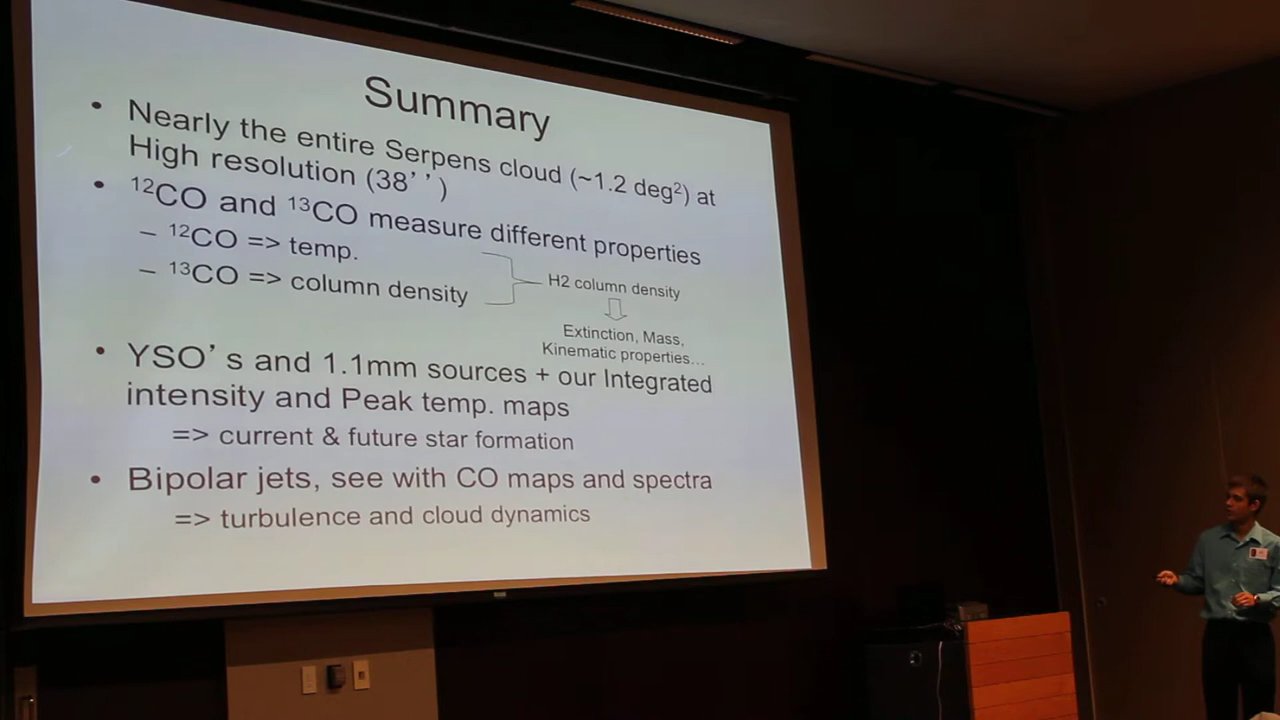 Summary
• Nearly the entire Serpens cloud (~1.2 deg²) at
High resolution (38’’)
• ¹²CO and ¹³CO measure different properties
– ¹²CO => temp.
– ¹³CO => column density
H2 column density
Extinction, Mass,
Kinematic properties...
• YSO’s and 1.1mm sources + our Integrated
intensity and Peak temp. maps
=> current & future star formation
• Bipolar jets, see with CO maps and spectra
=> turbulence and cloud dynamics